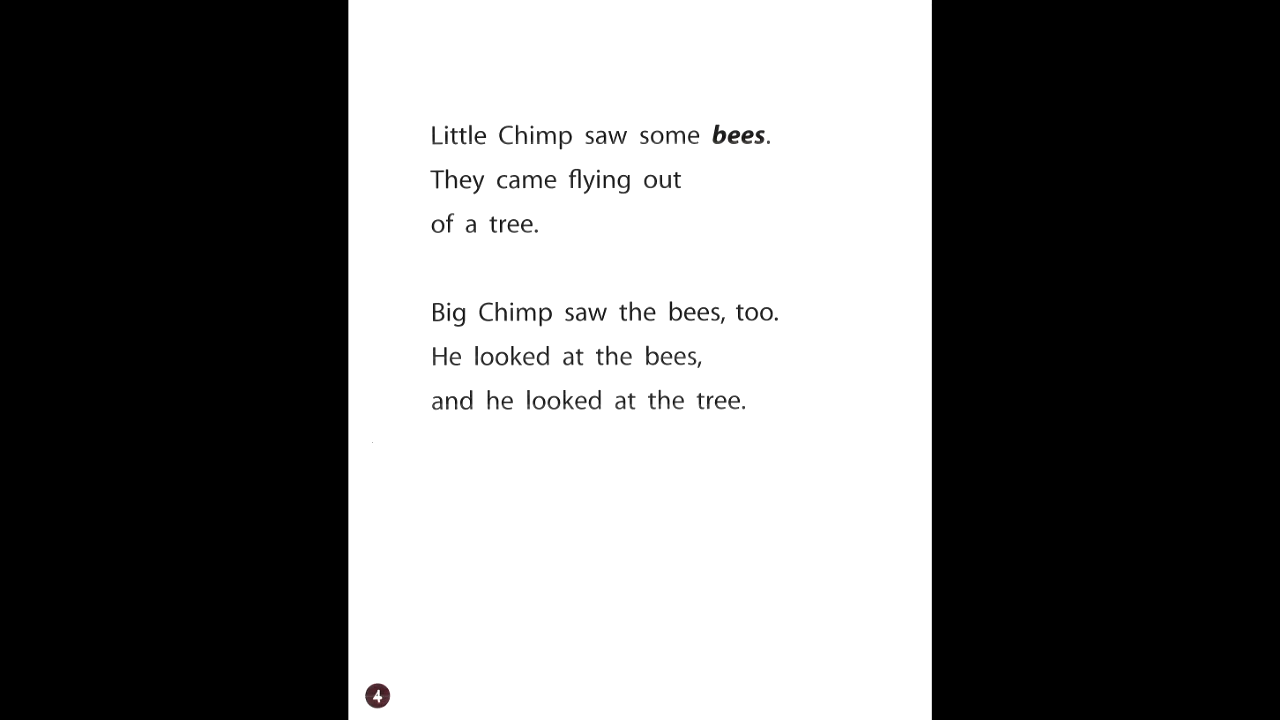 Little Chimp saw some bees.
They came flying out
of a tree.
Big Chimp saw the bees, too.
He looked at the bees,
and he looked at the tree.
4